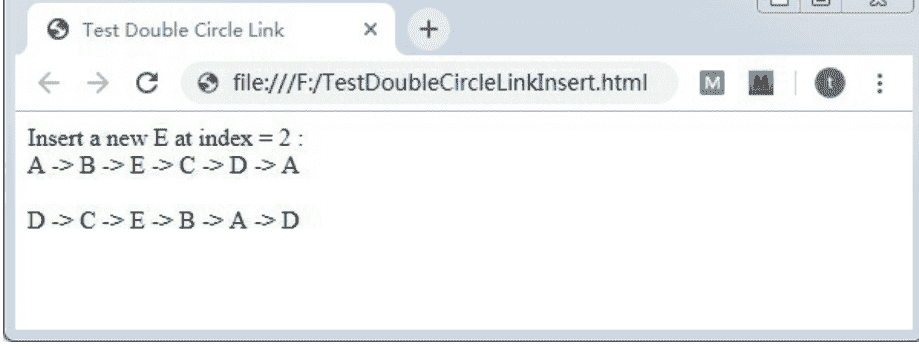 Test Double Circle Link
file:///F:/TestDoubleCircleLinkInsert.html
M
t
Insert a new E at index = 2 :
A -> B -> E -> C -> D -> A
D -> C -> E -> B -> A -> D